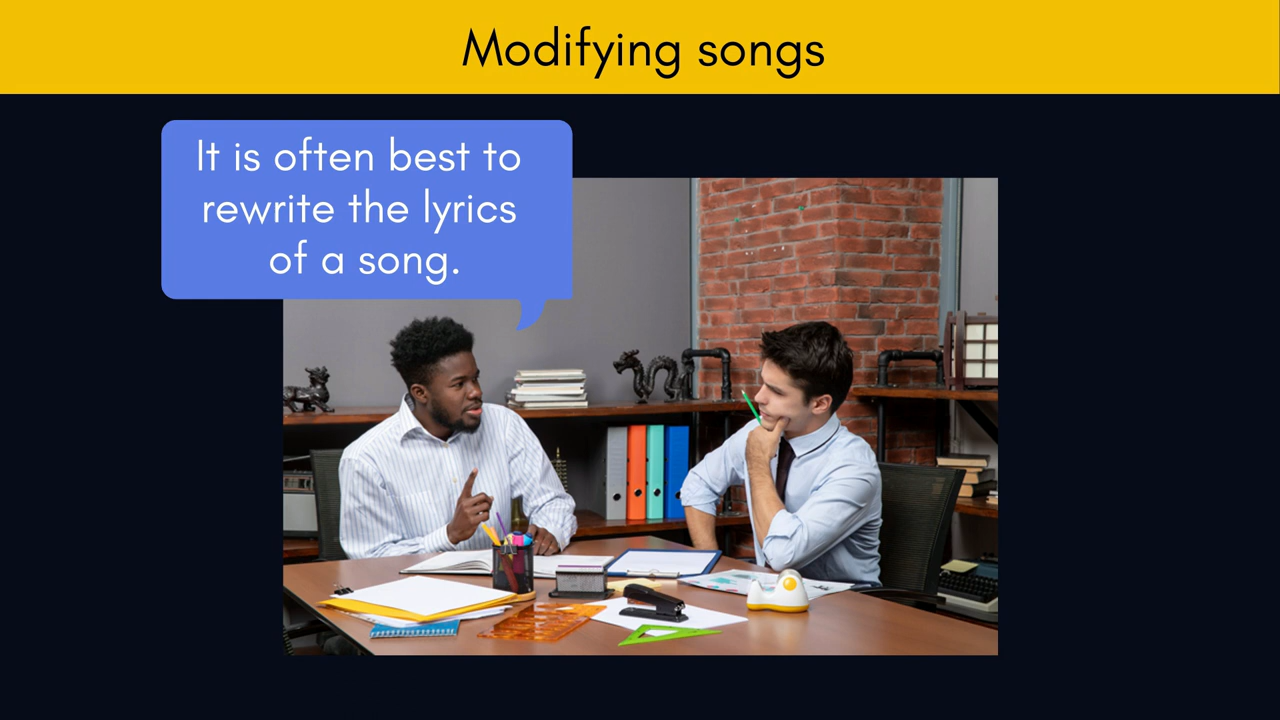 Modifying songs
It is often best to
rewrite the lyrics
of a song.